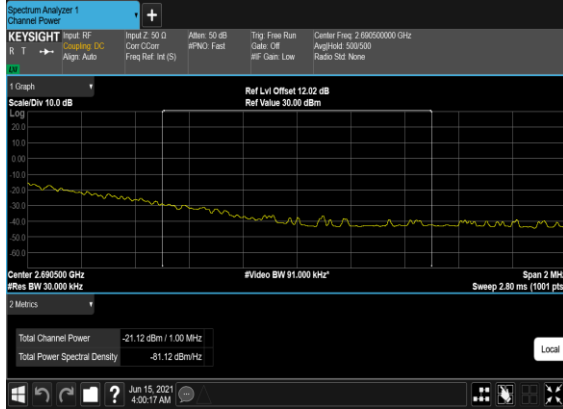 Spectrum Analyzer 1
Channel Power
+
KEYSIGHT Input: RF Input Z: 50 Ω Atten: 50 dB Trig: Free Run Center Freq: 2.690500000 GHz
R T Coupling: DC Corr CCorr #PNO: Fast Gate: Off Avg|Hold: 500/500
Align: Auto Freq Ref: Int (S) #IF Gain: Low Radio Std: None
LXI
1 Graph Ref Lvl Offset 12.02 dB
Scale/Div 10.0 dB Ref Value 30.00 dBm
Log
20.0
10.0
0.00
-10.0
-20.0
-30.0
-40.0
-50.0
-60.0
Center 2.690500 GHz #Video BW 91.000 kHz* Span 2 MHz
#Res BW 30.000 kHz Sweep 2.80 ms (1001 pts
2 Metrics
Total Channel Power -21.12 dBm / 1.00 MHz
Total Power Spectral Density -81.12 dBm/Hz
Local
? Jun 15, 2021
4:00:17 AM